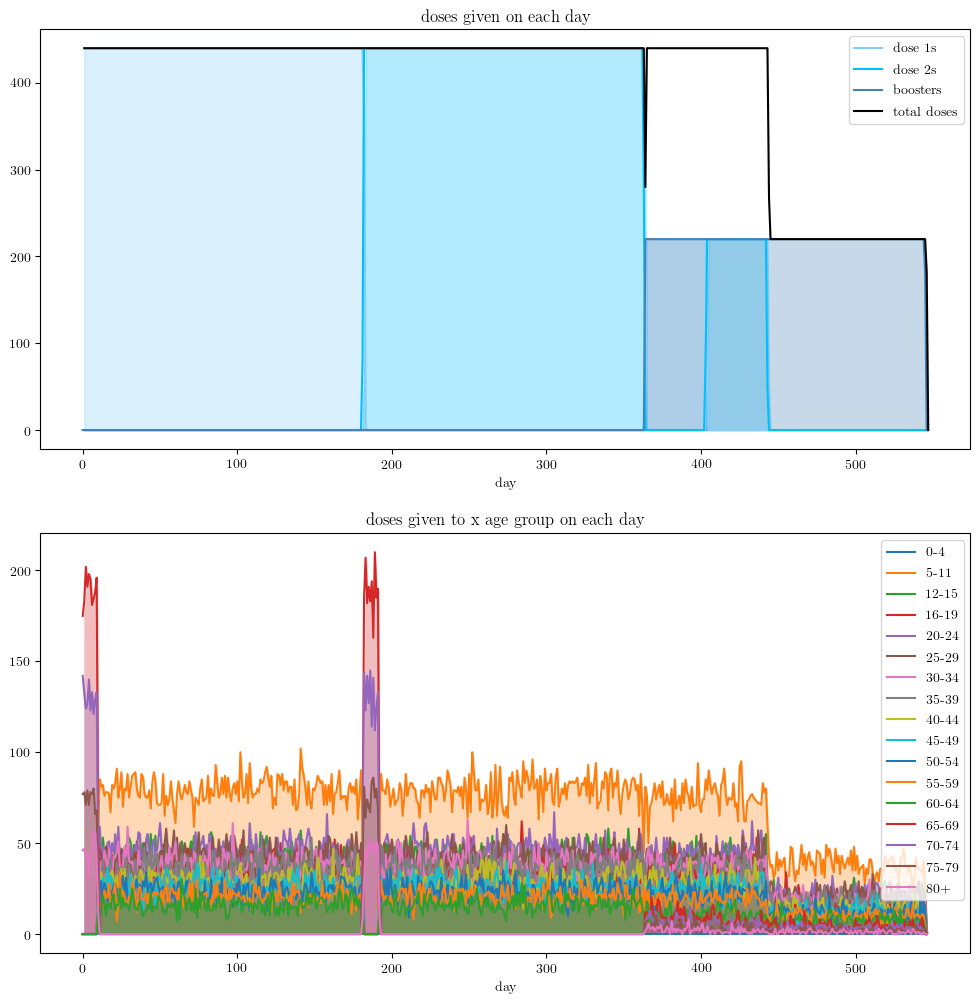 doses given on each day
400
300
200
100
0
dose 1s
dose 2s
boosters
total doses
0 100 200 300 400 500
day
doses given to x age group on each day
200
150
100
50
0
0-4
5-11
12-15
16-19
20-24
25-29
30-34
35-39
40-44
45-49
50-54
55-59
60-64
65-69
70-74
75-79
80+
0 100 200 300 400 500
day